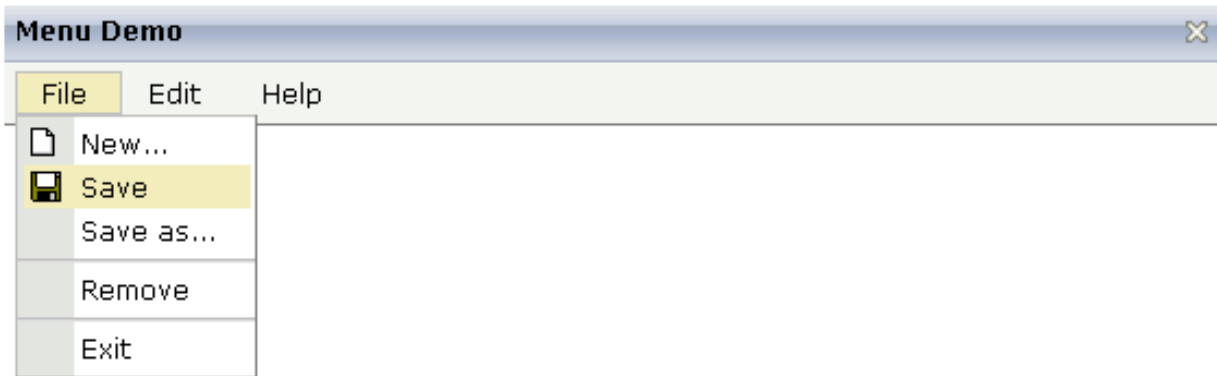 Menu Demo
File Edit Help
New...
Save
Save as...
Remove
Exit